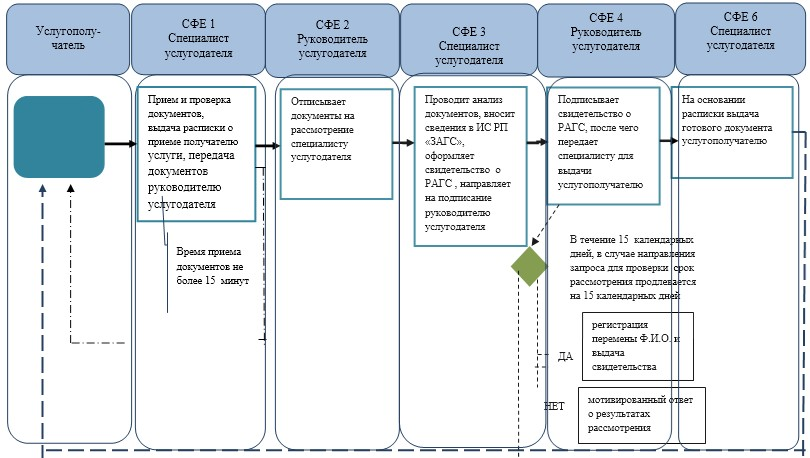 Услугополу-
чатель
СФЕ 1
Специалист
услугодателя
СФЕ 2
Руководитель
услугодателя
СФЕ 3
Специалист
услугодателя
СФЕ 4
Руководитель
услугодателя
СФЕ 6
Специалист
услугодателя
Прием и проверка
документов,
выдача расписки о
приеме получателю
услуги, передача
документов
руководителю
услугодателя
Отписывает
документы на
рассмотрение
специалисту
услугодателя
Проводит анализ
документов, вносит
сведения в ИС РП
«ЗАГС»,
оформляет
свидетельство о
РАГС , направляет
на подписание
руководителю
услугодателя
Подписывает
свидетельство о
РАГС, после чего
передает
специалисту для
выдачи
услугополучателю
На основании
расписки выдача
готового документа
услугополучателю
Время приема
документов не
более 15 минут
В течение 15 календарных
дней, в случае направления
запроса для проверки срок
рассмотрения продлевается
на 15 календарных дней
ДА
регистрация
перемены Ф.И.О. и
выдача
свидетельства
НЕТ
мотивированный ответ
о результатах
рассмотрения